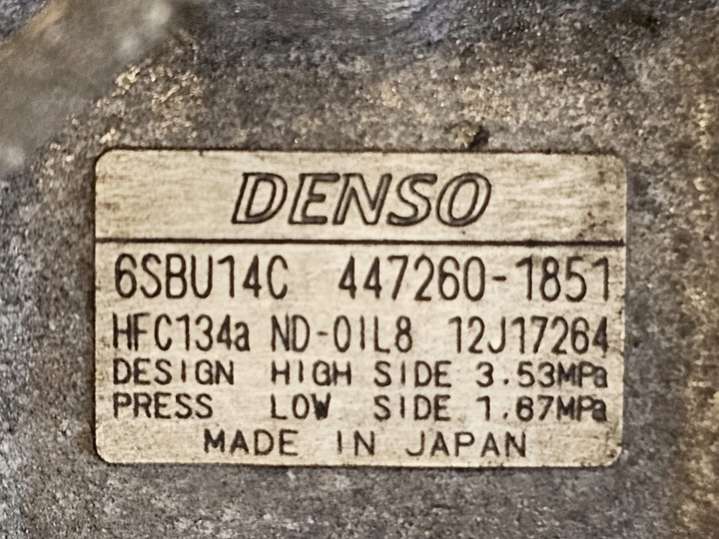 DENSO
6SBU14C 447260-1851
HFC134a ND-OIL8 12J17264
DESIGN HIGH SIDE 3.53MPa
PRESS LOW SIDE 1.67MPa
MADE IN JAPAN